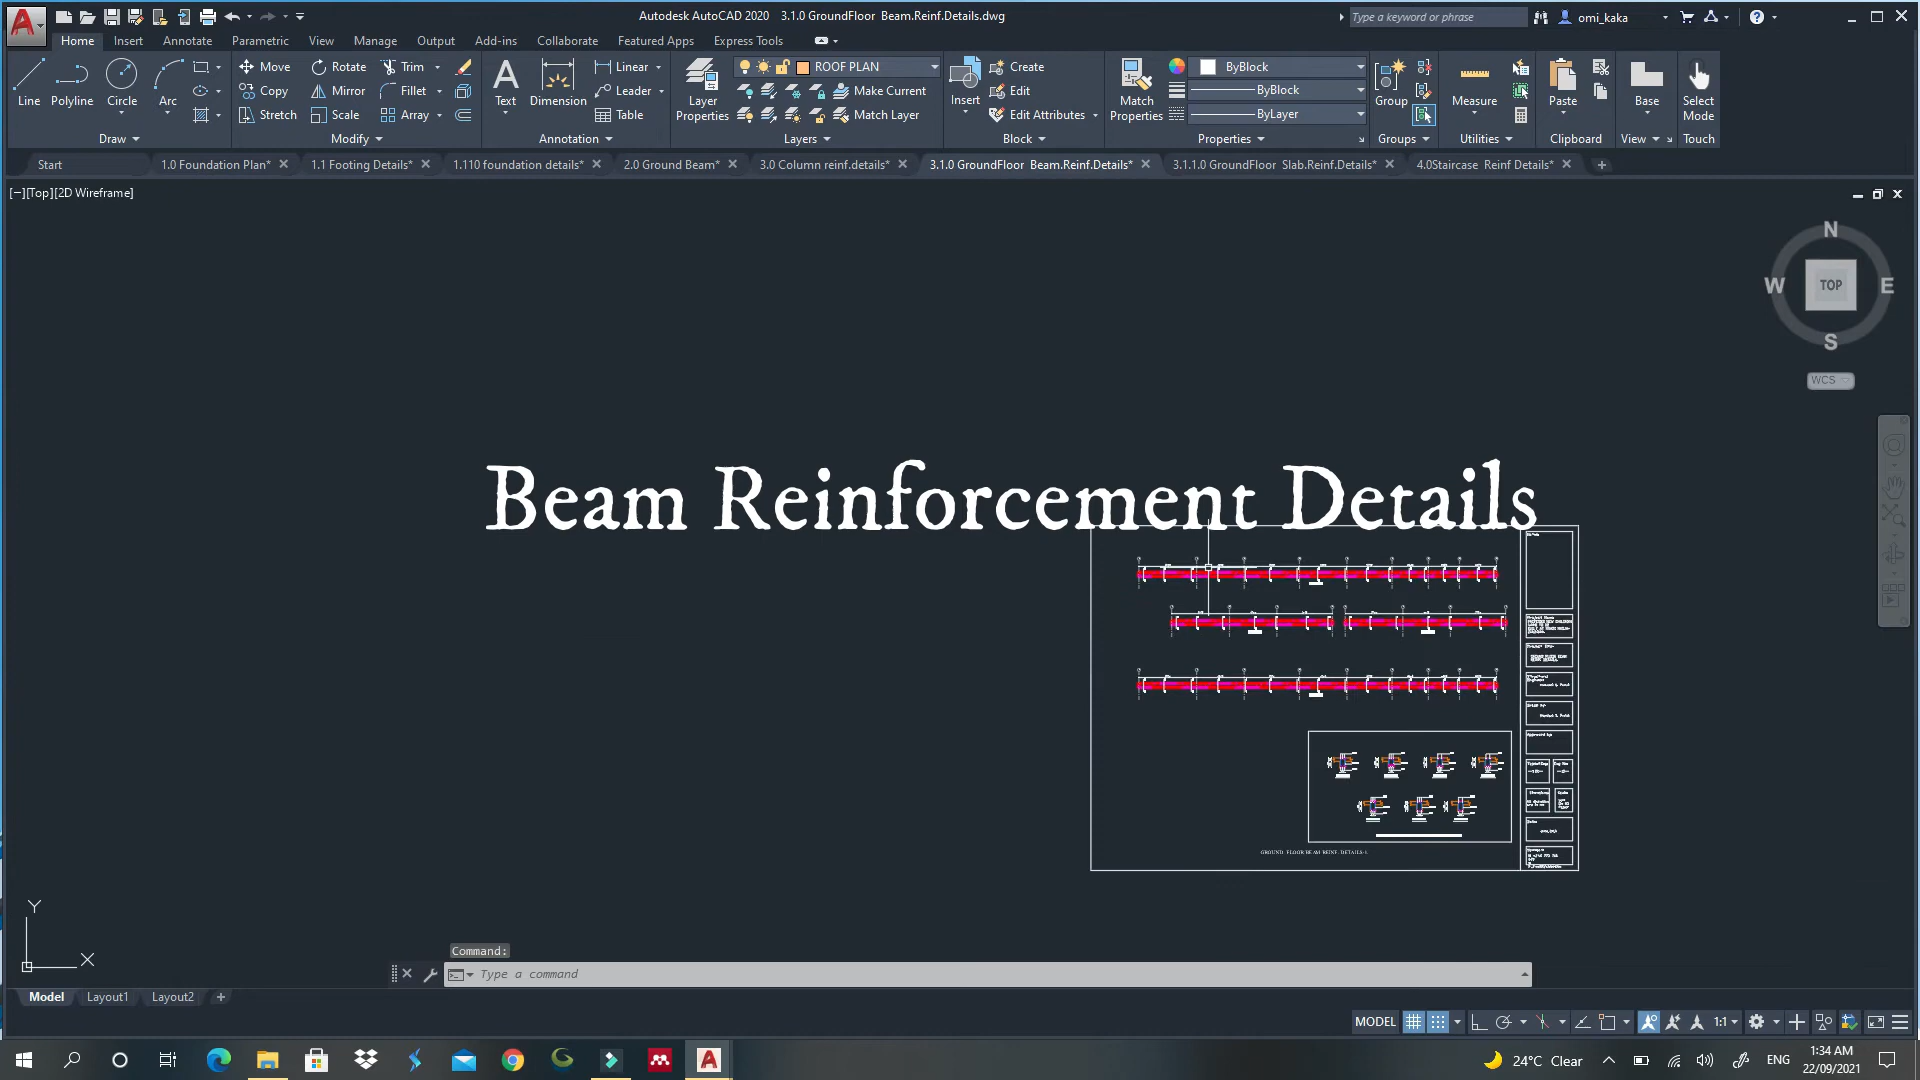 Autodesk AutoCAD 2020 3.1.0 GroundFloor Beam.Reinf.Details.dwg
Type a keyword or phrase
omi_kaka
Home Insert Annotate Parametric View Manage Output Add-ins Collaborate Featured Apps Express Tools
Line Polyline Circle Arc
Draw
Move Rotate Trim
Copy Mirror Fillet
Stretch Scale Array
Modify
Text Dimension
Linear
Leader
Table
Annotation
Layer Properties
ROOF PLAN
Make Current
Match Layer
Layers
Insert
Create
Edit
Edit Attributes
Block
Match Properties
ByBlock
ByBlock
ByLayer
Properties
Group
Groups
Measure
Utilities
Paste
Clipboard
Base
View
Select Mode
Touch
Start 1.0 Foundation Plan* 1.1 Footing Details* 1.110 foundation details* 2.0 Ground Beam* 3.0 Column reinf.details* 3.1.0 GroundFloor Beam.Reinf.Details* 3.1.1.0 GroundFloor Slab.Reinf.Details* 4.0Staircase Reinf Details*
[−][Top][2D Wireframe]
N
W TOP E
S
WCS
Beam Reinforcement Details
GROUND FLOOR BEAM REINF. DETAILS-1
Y
X
Command:
Type a command
Model Layout1 Layout2
MODEL 1:1
24°C Clear ENG 1:34 AM
22/09/2021